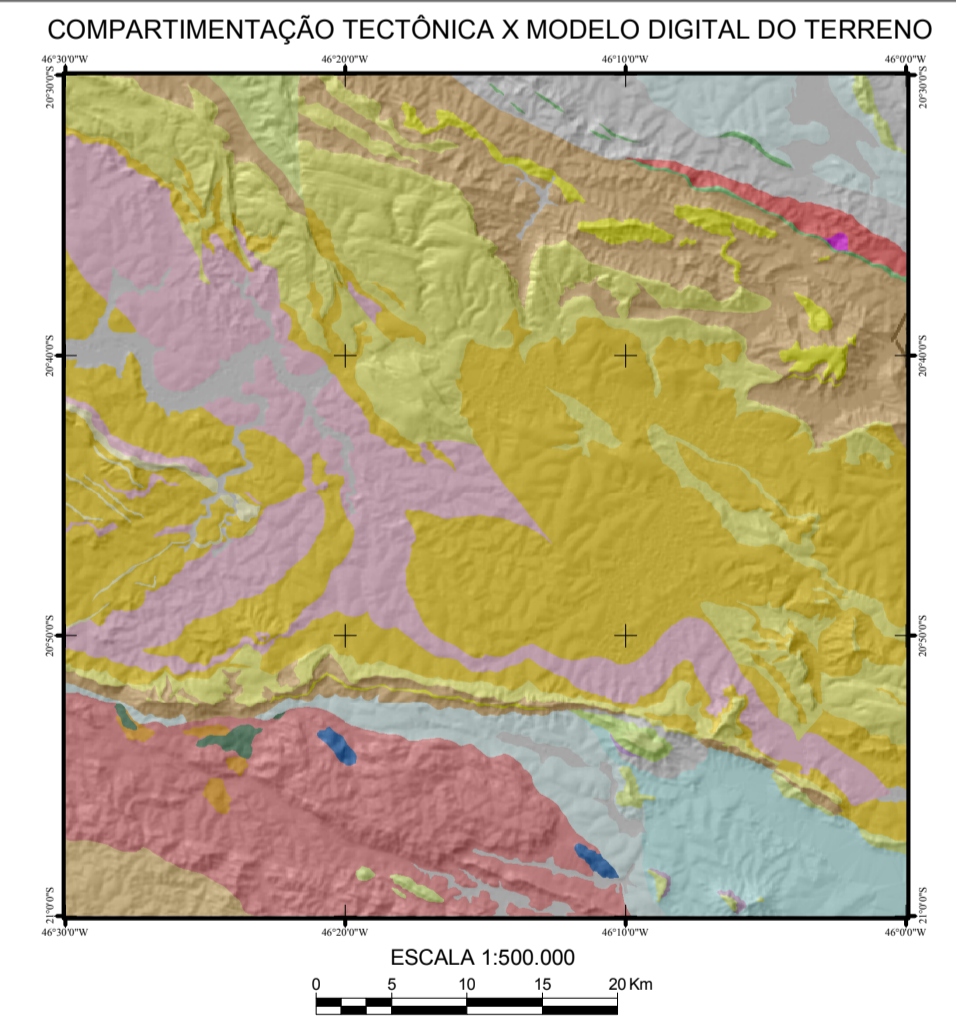 COMPARTIMENTAÇÃO TECTÔNICA X MODELO DIGITAL DO TERRENO
46°30'0"W 46°20'0"W 46°10'0"W 46°0'0"W
20°30'0"S 20°30'0"S
20°40'0"S 20°40'0"S
20°50'0"S 20°50'0"S
21°0'0"S 21°0'0"S
46°30'0"W 46°20'0"W 46°10'0"W 46°0'0"W
ESCALA 1:500.000
0 5 10 15 20 Km